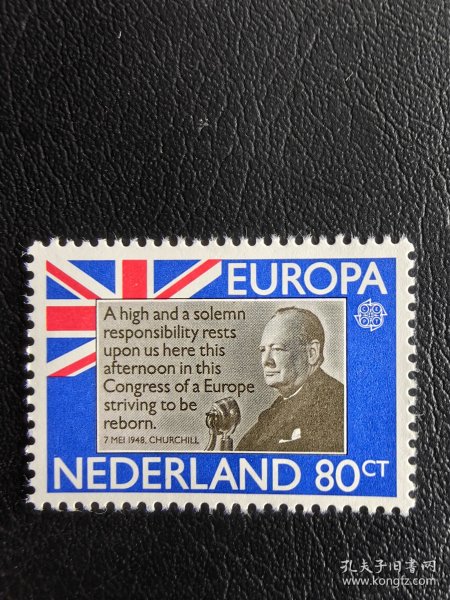 EUROPA
A high and a solemn
responsibility rests
upon us here this
afternoon in this
Congress of a Europe
striving to be
reborn.
7 MEI 1948, CHURCHILL
NEDERLAND 80CT
孔夫子旧书网
www.kongfz.com